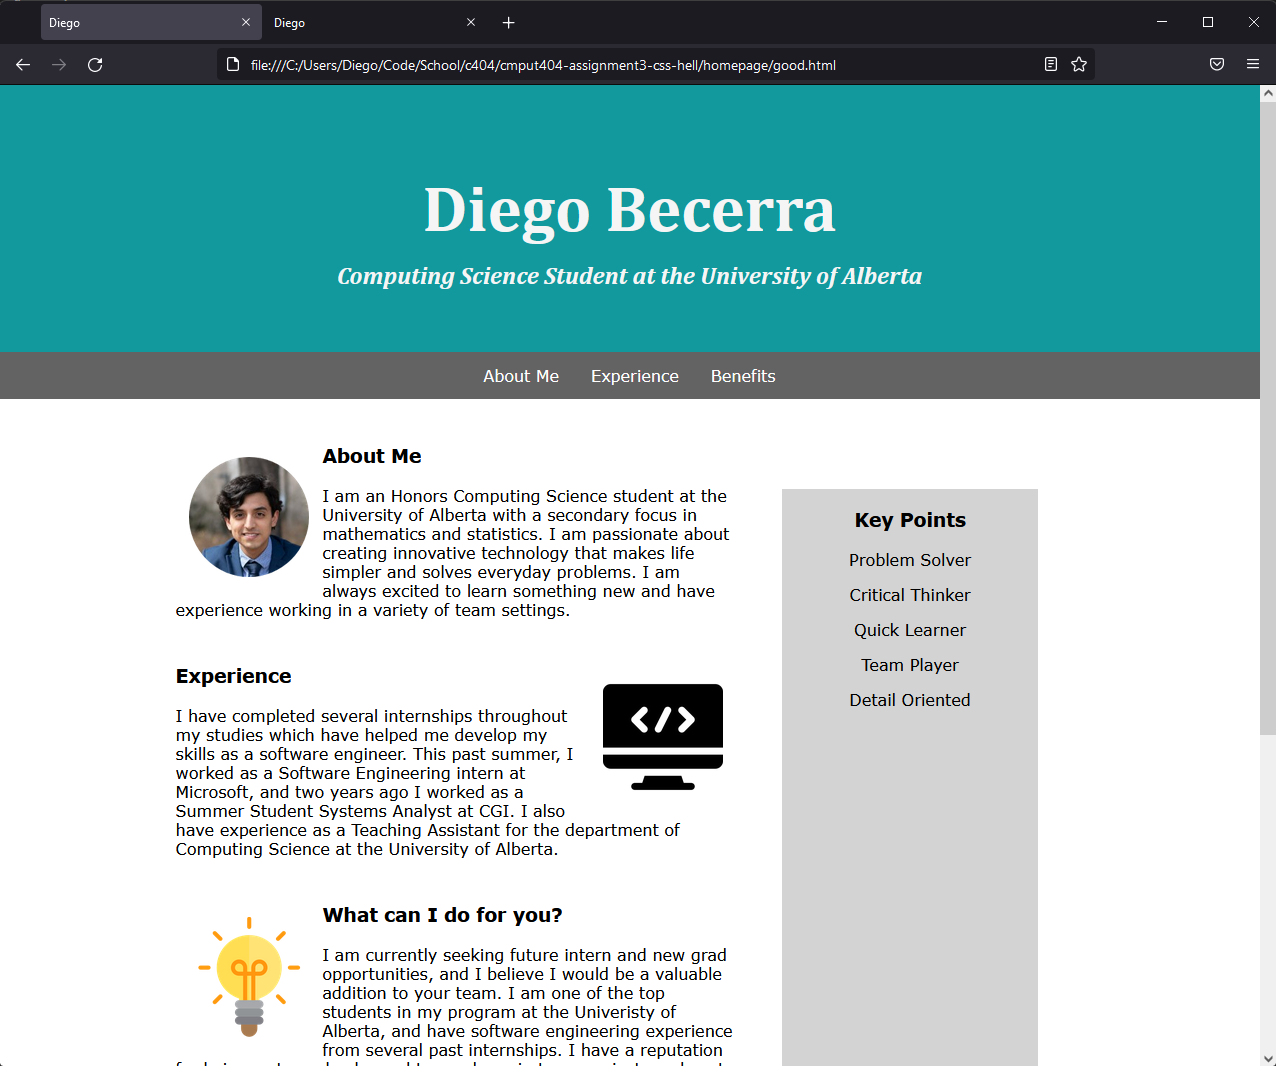 Diego
Diego
file:///C:/Users/Diego/Code/School/c404/cmput404-assignment3-css-hell/homepage/good.html
Diego Becerra
Computing Science Student at the University of Alberta
About Me Experience Benefits
About Me
I am an Honors Computing Science student at the
University of Alberta with a secondary focus in
mathematics and statistics. I am passionate about
creating innovative technology that makes life
simpler and solves everyday problems. I am
always excited to learn something new and have
experience working in a variety of team settings.
Experience
I have completed several internships throughout
my studies which have helped me develop my
skills as a software engineer. This past summer, I
worked as a Software Engineering intern at
Microsoft, and two years ago I worked as a
Summer Student Systems Analyst at CGI. I also
have experience as a Teaching Assistant for the department of
Computing Science at the University of Alberta.
What can I do for you?
I am currently seeking future intern and new grad
opportunities, and I believe I would be a valuable
addition to your team. I am one of the top
students in my program at the Univeristy of
Alberta, and have software engineering experience
from several past internships. I have a reputation
Key Points
Problem Solver
Critical Thinker
Quick Learner
Team Player
Detail Oriented